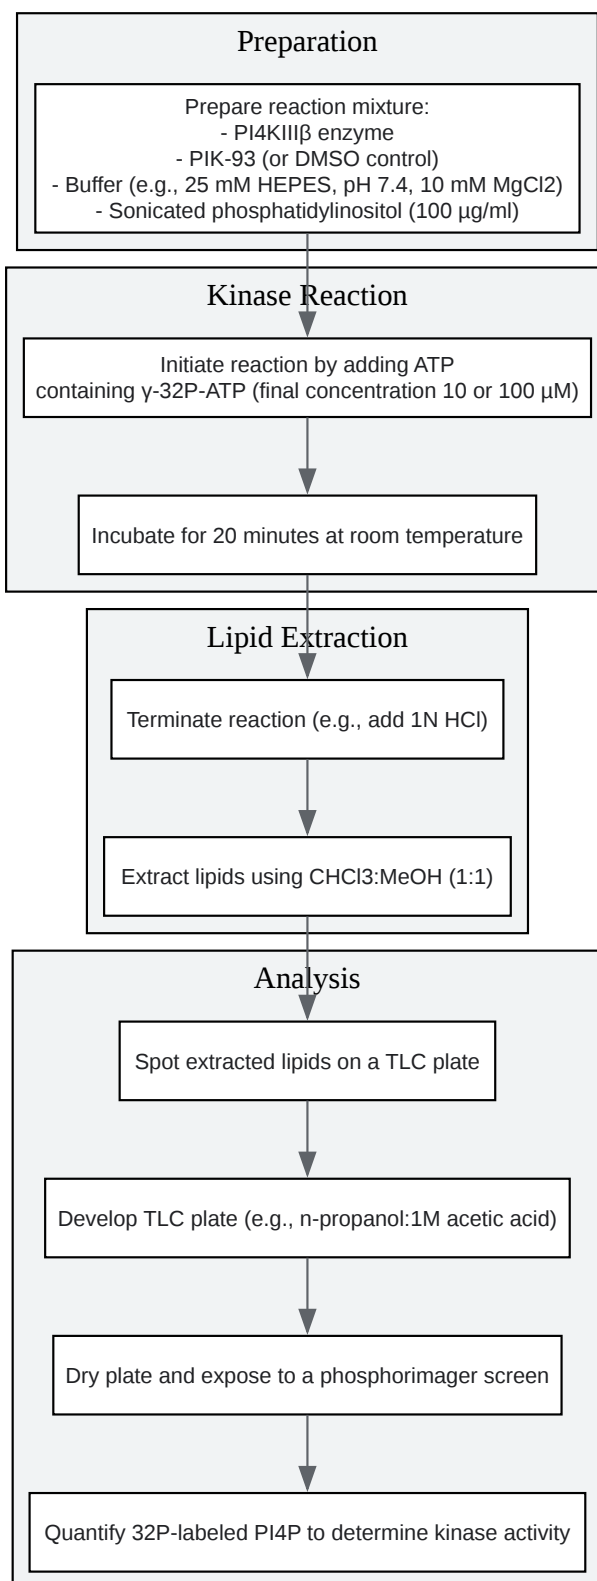 Preparation
Prepare reaction mixture:
- PI4KIIIβ enzyme
- PIK-93 (or DMSO control)
- Buffer (e.g., 25 mM HEPES, pH 7.4, 10 mM MgCl2)
- Sonicated phosphatidylinositol (100 µg/ml)
Kinase Reaction
Initiate reaction by adding ATP
containing γ-32P-ATP (final concentration 10 or 100 µM)
Incubate for 20 minutes at room temperature
Lipid Extraction
Terminate reaction (e.g., add 1N HCl)
Extract lipids using CHCl3:MeOH (1:1)
Analysis
Spot extracted lipids on a TLC plate
Develop TLC plate (e.g., n-propanol:1M acetic acid)
Dry plate and expose to a phosphorimager screen
Quantify 32P-labeled PI4P to determine kinase activity